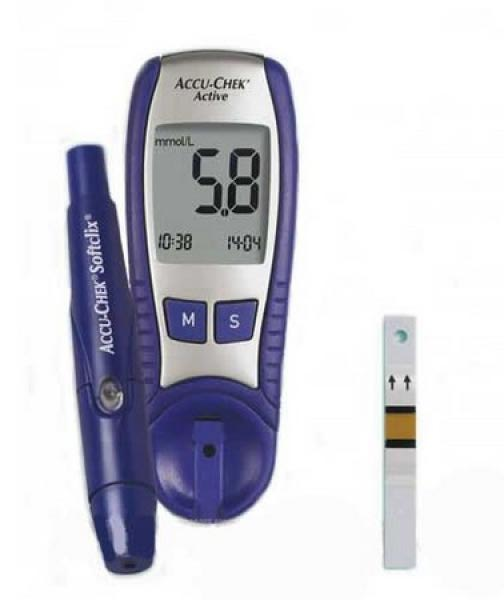 ACCU-CHEK®
Active
mmol/L
5.8
10:38 14:04
M S
ACCU-CHEK® Softclix®